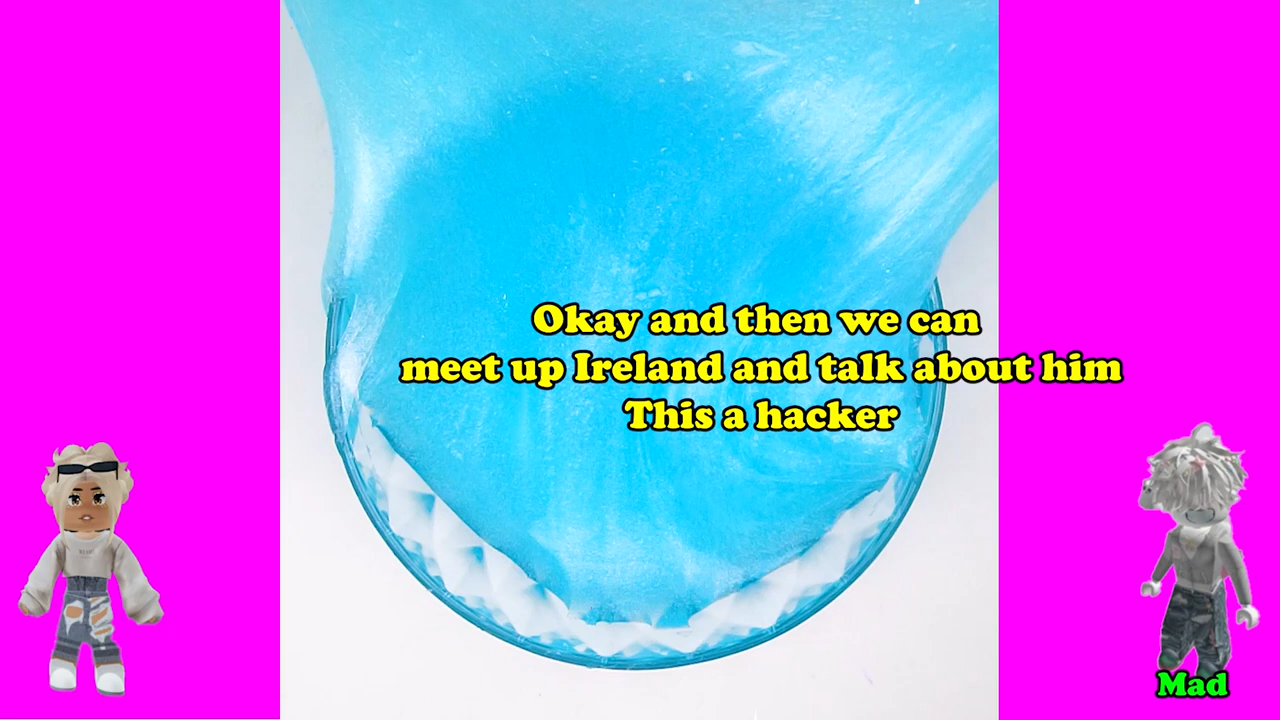 Okay and then we can
meet up Ireland and talk about him
This a hacker
Mad